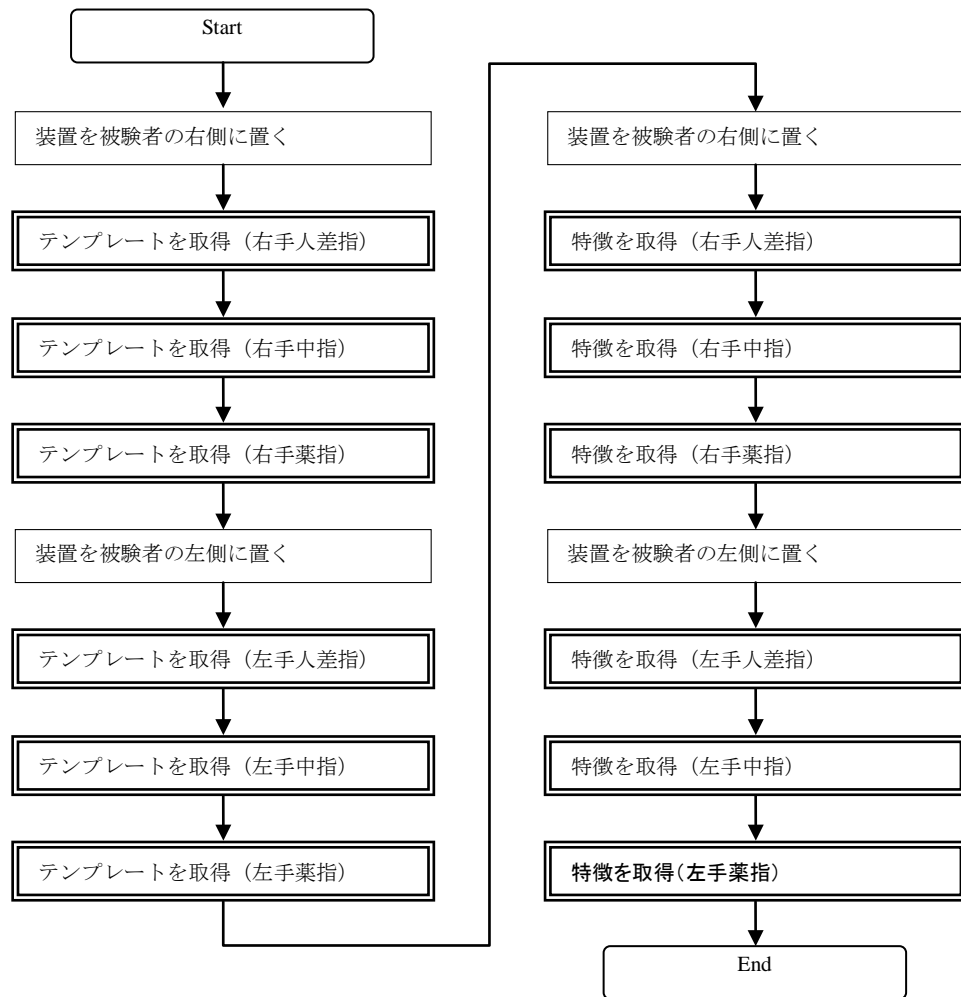 Start
装置を被験者の右側に置く
テンプレートを取得（右手人差指）
テンプレートを取得（右手中指）
テンプレートを取得（右手薬指）
装置を被験者の左側に置く
テンプレートを取得（左手人差指）
テンプレートを取得（左手中指）
テンプレートを取得（左手薬指）
装置を被験者の右側に置く
特徴を取得（右手人差指）
特徴を取得（右手中指）
特徴を取得（右手薬指）
装置を被験者の左側に置く
特徴を取得（左手人差指）
特徴を取得（左手中指）
特徴を取得(左手薬指)
End